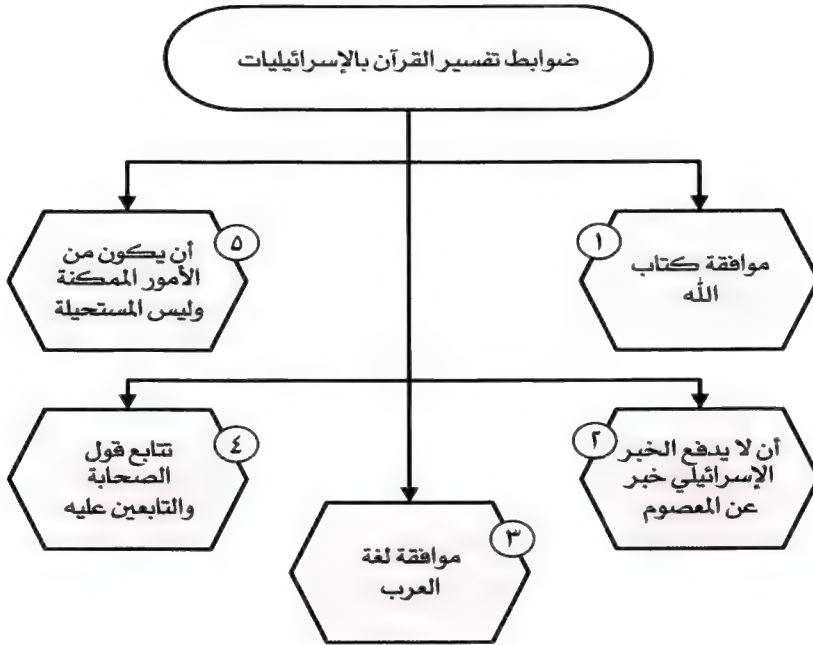 ضوابط تفسير القرآن بالإسرائيليات
١
موافقة كتاب
الله
٢
أن لا يدفع الخبر
الإسرائيلي خبر
عن المعصوم
٣
موافقة لغة
العرب
٤
تتابع قول
الصحابة
والتابعين عليه
٥
أن يكون من
الأمور الممكنة
وليس المستحيلة